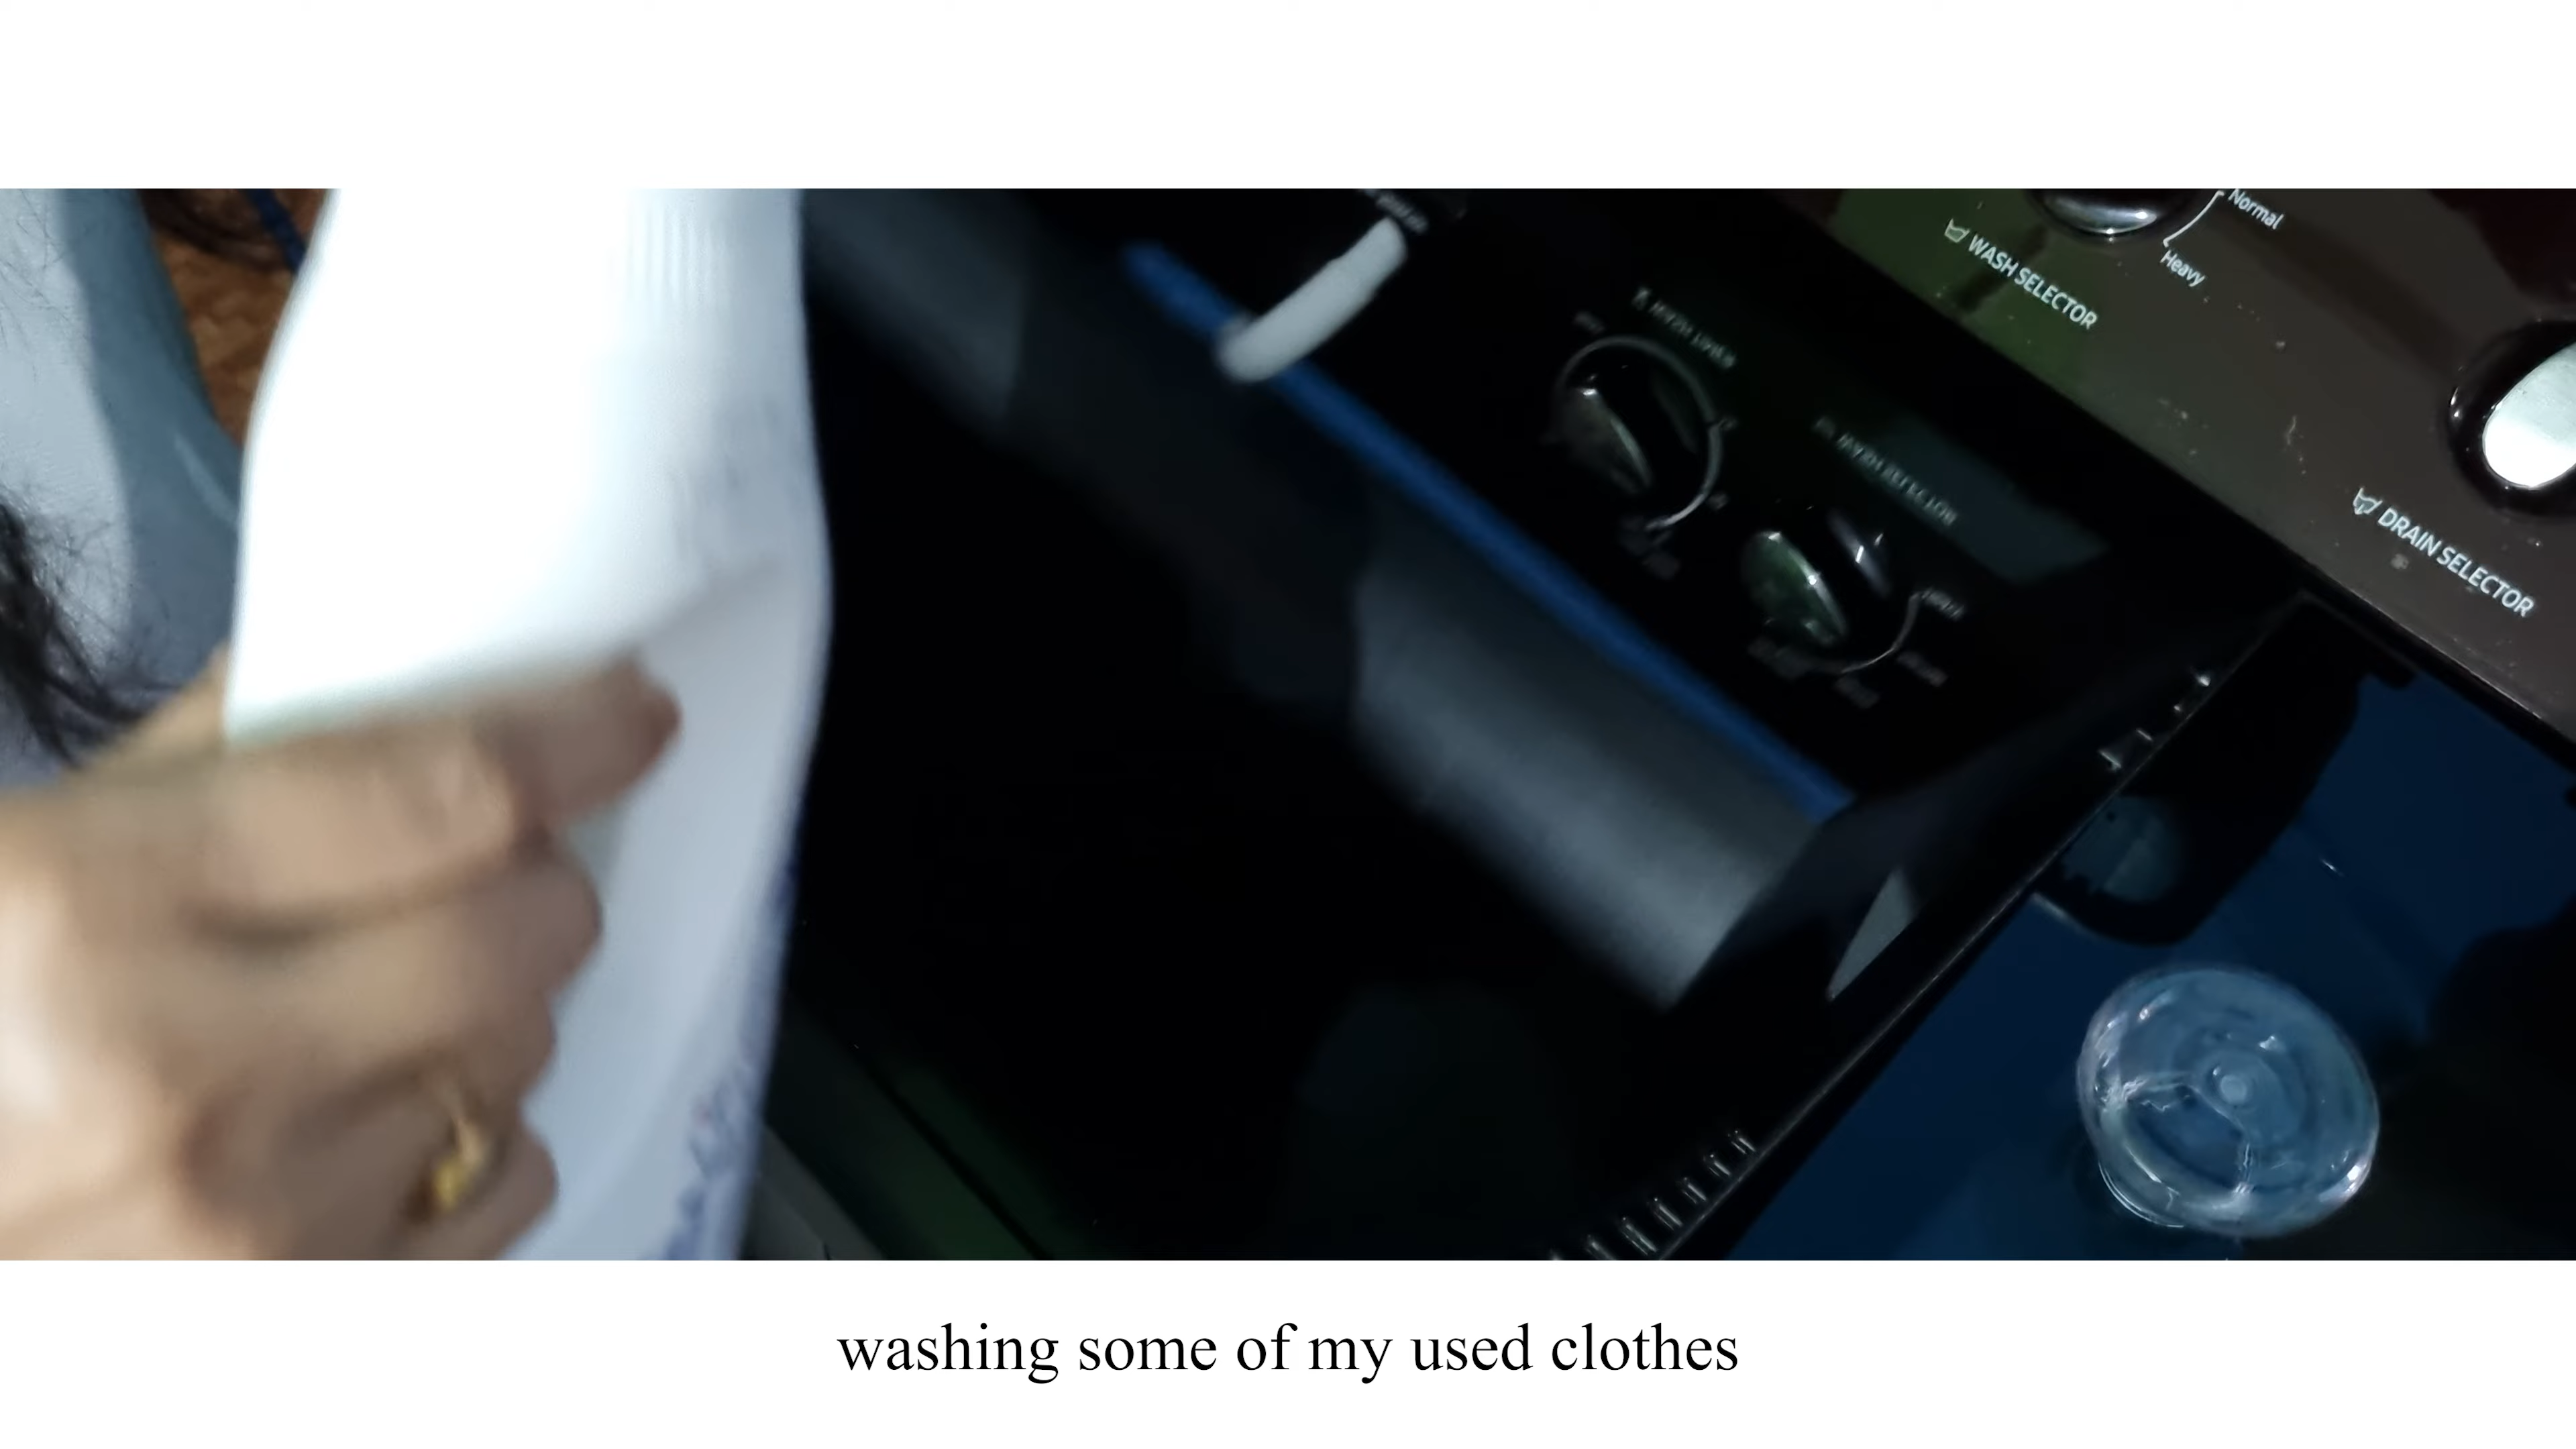 Normal
Heavy
WASH SELECTOR
DRAIN SELECTOR
washing some of my used clothes